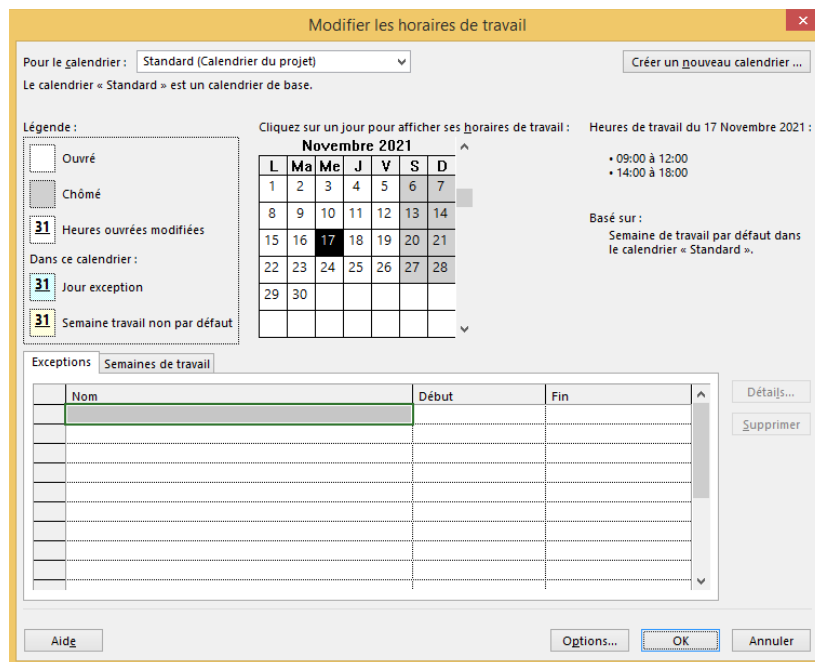 Modifier les horaires de travail
Pour le calendrier : Standard (Calendrier du projet)
Créer un nouveau calendrier ...
Le calendrier « Standard » est un calendrier de base.
Légende :
Ouvré
Chômé
31 Heures ouvrées modifiées
Dans ce calendrier :
31 Jour exception
31 Semaine travail non par défaut
Cliquez sur un jour pour afficher ses horaires de travail :
Novembre 2021
L Ma Me J V S D
1 2 3 4 5 6 7
8 9 10 11 12 13 14
15 16 17 18 19 20 21
22 23 24 25 26 27 28
29 30
Heures de travail du 17 Novembre 2021 :
• 09:00 à 12:00
• 14:00 à 18:00
Basé sur :
Semaine de travail par défaut dans
le calendrier « Standard ».
Exceptions Semaines de travail
Nom Début Fin
Détails...
Supprimer
Aide Options... OK Annuler